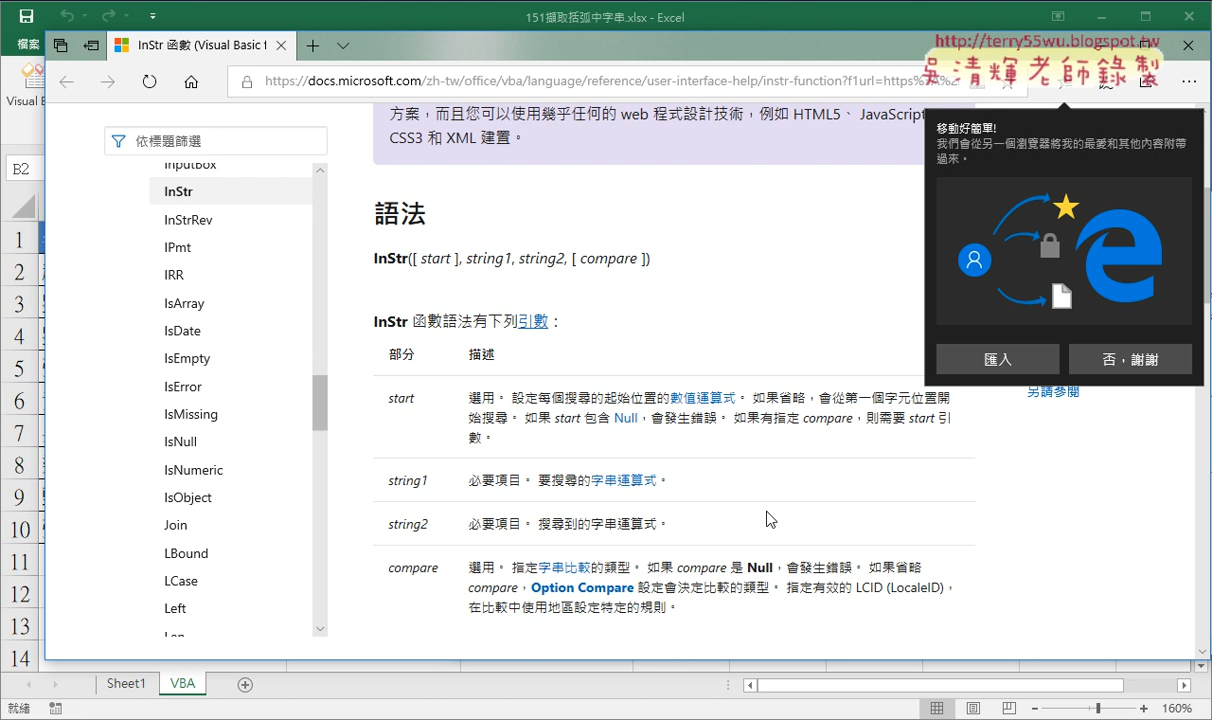 151擷取括弧中字串.xlsx - Excel
檔案
InStr 函數 (Visual Basic f
http://terry55wu.blogspot.tw
吳清輝老師錄製
https://docs.microsoft.com/zh-tw/office/vba/language/reference/user-interface-help/instr-function?f1url=https%3A%2
Visual B
B2
依標題篩選
InputBox
InStr
InStrRev
IPmt
IRR
IsArray
IsDate
IsEmpty
IsError
IsMissing
IsNull
IsNumeric
IsObject
Join
LBound
LCase
Left
Len
方案，而且您可以使用幾乎任何的 web 程式設計技術，例如 HTML5、 JavaScript
CSS3 和 XML 建置。
語法
InStr([ start ], string1, string2, [ compare ])
InStr 函數語法有下列引數：
部分 描述
start 選用。 設定每個搜尋的起始位置的數值運算式。 如果省略，會從第一個字元位置開
始搜尋。 如果 start 包含 Null，會發生錯誤。 如果有指定 compare，則需要 start 引
數。
string1 必要項目。 要搜尋的字串運算式。
string2 必要項目。 搜尋到的字串運算式。
compare 選用。 指定字串比較的類型。 如果 compare 是 Null，會發生錯誤。 如果省略
compare，Option Compare 設定會決定比較的類型。 指定有效的 LCID (LocaleID)，
在比較中使用地區設定特定的規則。
移動好簡單!
我們會從另一個瀏覽器將我的最愛和其他內容附帶
過來。
匯入 否，謝謝
另請參閱
1
2
3
4
5
6
7
8
9
10
11
12
13
14
Sheet1 VBA
就緒
160%